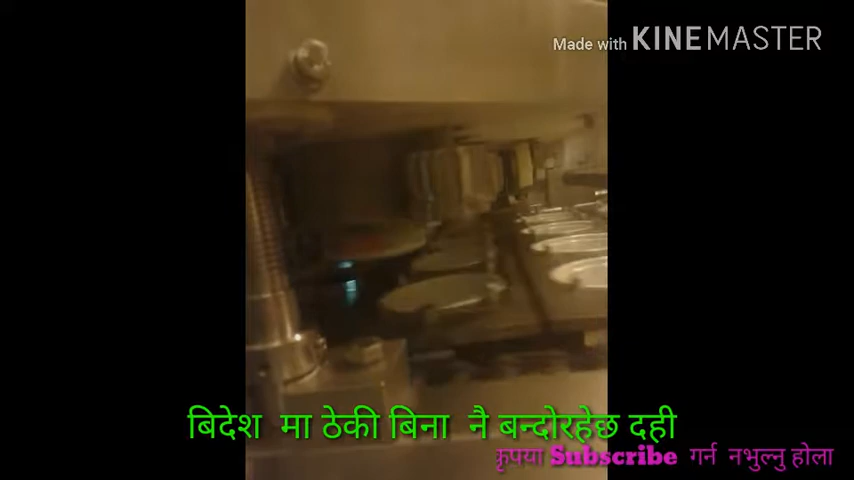 Made with KINEMASTER
बिदेश मा ठेकी बिना नै बन्दोरहेछ दही
कृपया Subscribe गर्न नभुल्नु होला